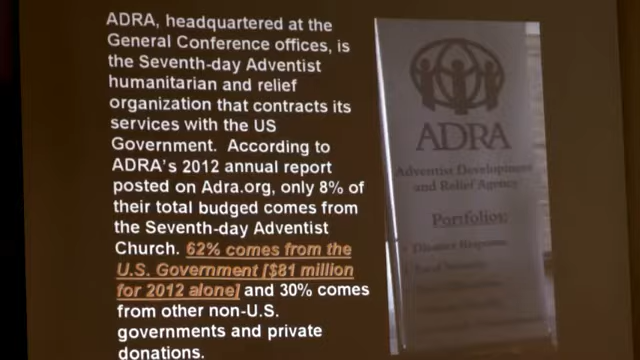 ADRA, headquartered at the
General Conference offices, is
the Seventh-day Adventist
humanitarian and relief
organization that contracts its
services with the US
Government. According to
ADRA's 2012 annual report
posted on Adra.org, only 8% of
their total budged comes from
the Seventh-day Adventist
Church. 62% comes from the
U.S. Government [$81 million
for 2012 alone] and 30% comes
from other non-U.S.
governments and private
donations.
ADRA
Adventist Development
and Relief Agency
Portfolios:
Disaster Response